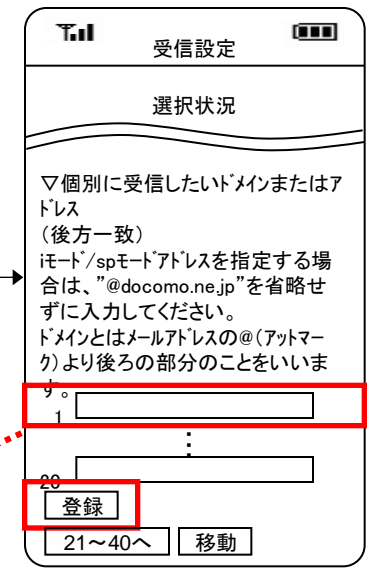 受信設定
選択状況
▽個別に受信したいﾄﾞﾒｲﾝまたはア
ﾄﾞﾚｽ
（後方一致）
iﾓｰﾄﾞ/spﾓｰﾄﾞｱﾄﾞﾚｽを指定する場
合は、”@docomo.ne.jp”を省略せ
ずに入力してください。
ﾄﾞﾒｲﾝとはﾒｰﾙｱﾄﾞﾚｽの@(ｱｯﾄﾏｰ
ｸ)より後ろの部分のことをいいま
す。
1
：
20
登録
21～40へ 移動